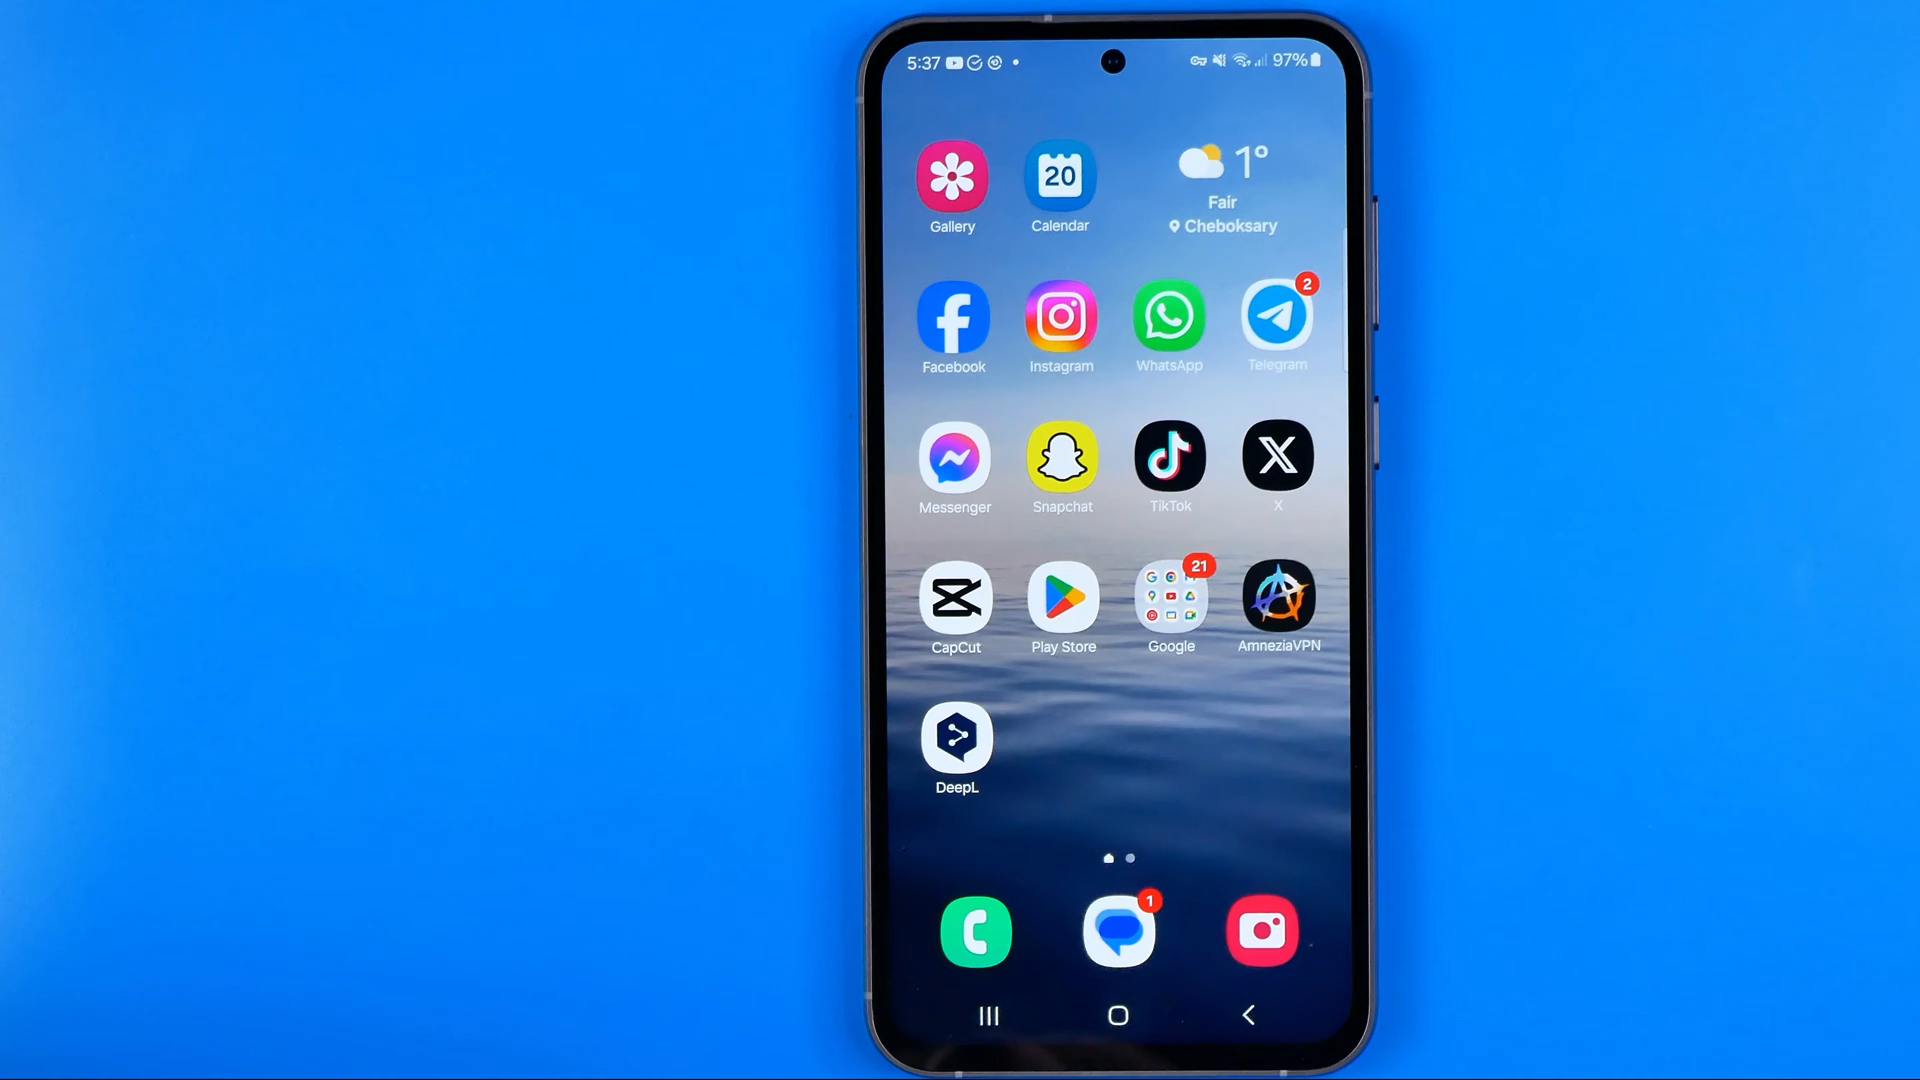 5:37
97%
20
1°
Gallery
Calendar
Fair
Cheboksary
2
Facebook
Instagram
WhatsApp
Telegram
Messenger
Snapchat
TikTok
X
21
CapCut
Play Store
Google
AmneziaVPN
DeepL
1